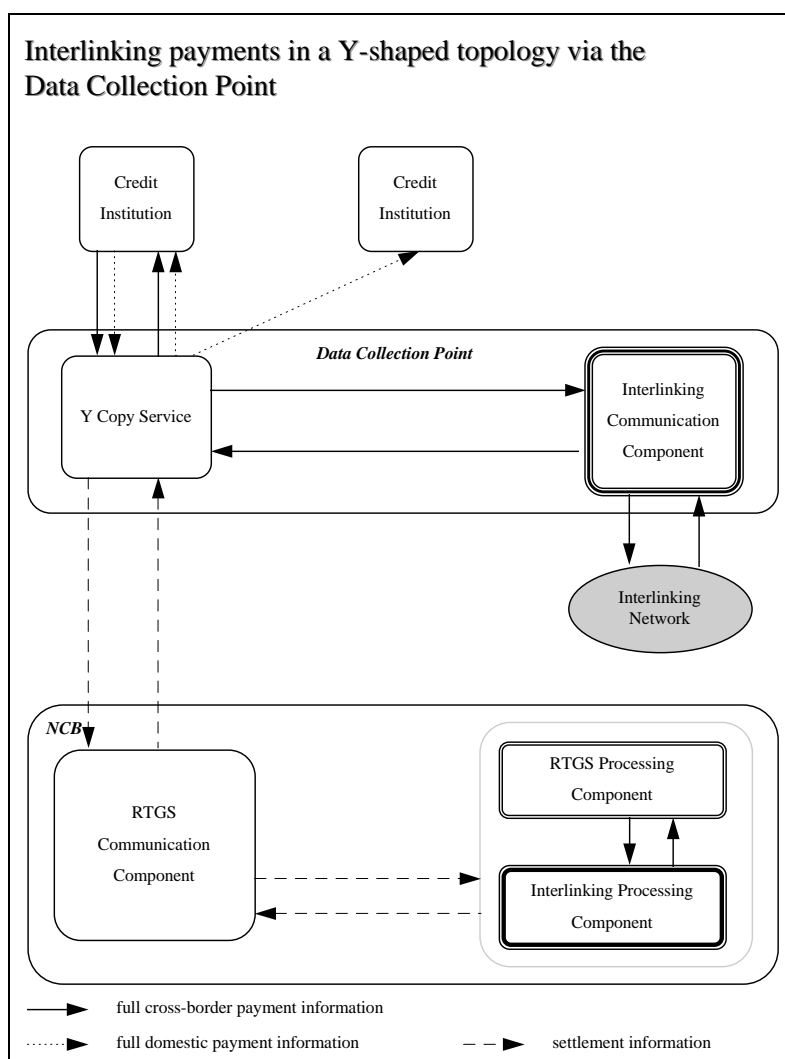 Interlinking payments in a Y-shaped topology via the
Data Collection Point
Credit
Institution
Credit
Institution
Data Collection Point
Y Copy Service
Interlinking
Communication
Component
Interlinking
Network
NCB
RTGS
Communication
Component
RTGS Processing
Component
Interlinking Processing
Component
full cross-border payment information
full domestic payment information
settlement information